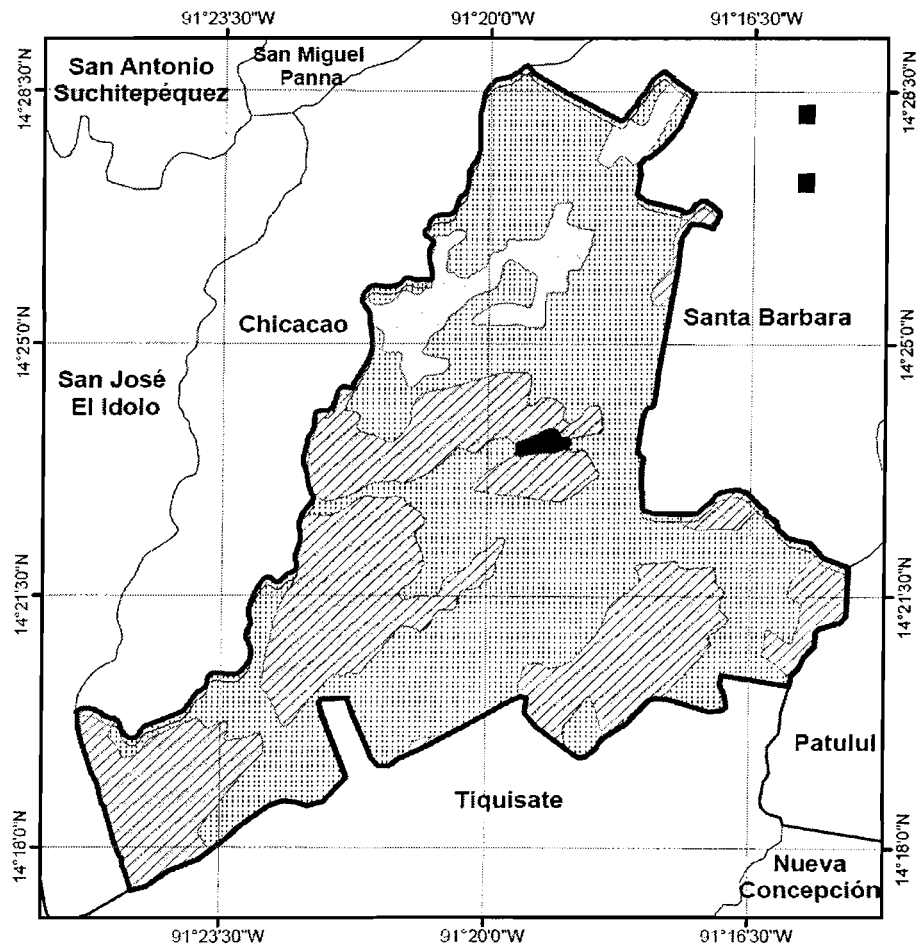 91°23'30"W
91°20'0"W
91°16'30"W
14°28'30"N
14°28'30"N
San Antonio
Suchitepéquez
San Miguel
Panna
Chicacao
Santa Barbara
14°25'0"N
14°25'0"N
San José
El Idolo
14°21'30"N
14°21'30"N
Patulul
Tiquisate
14°18'0"N
14°18'0"N
Nueva
Concepción
91°23'30"W
91°20'0"W
91°16'30"W